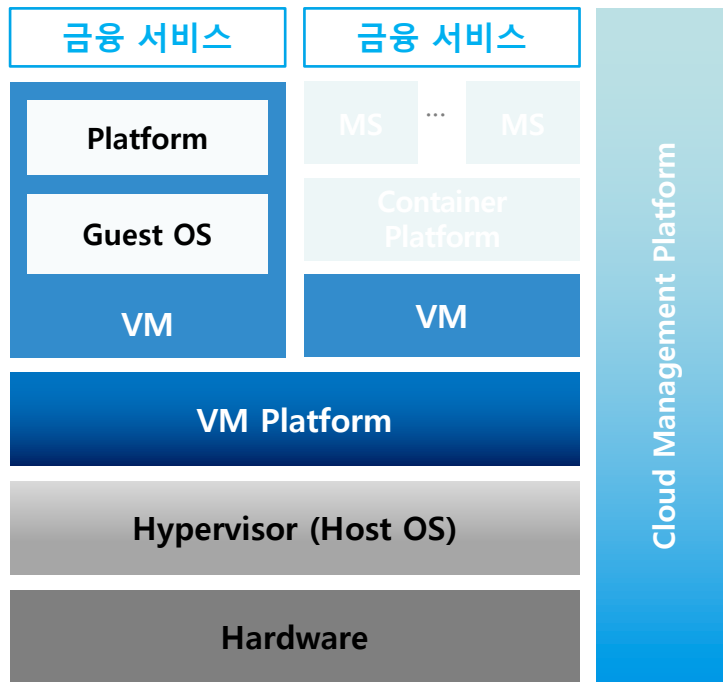 금융 서비스
금융 서비스
Platform
Guest OS
VM
MS ... MS
Container
Platform
VM
VM Platform
Hypervisor (Host OS)
Hardware
Cloud Management Platform